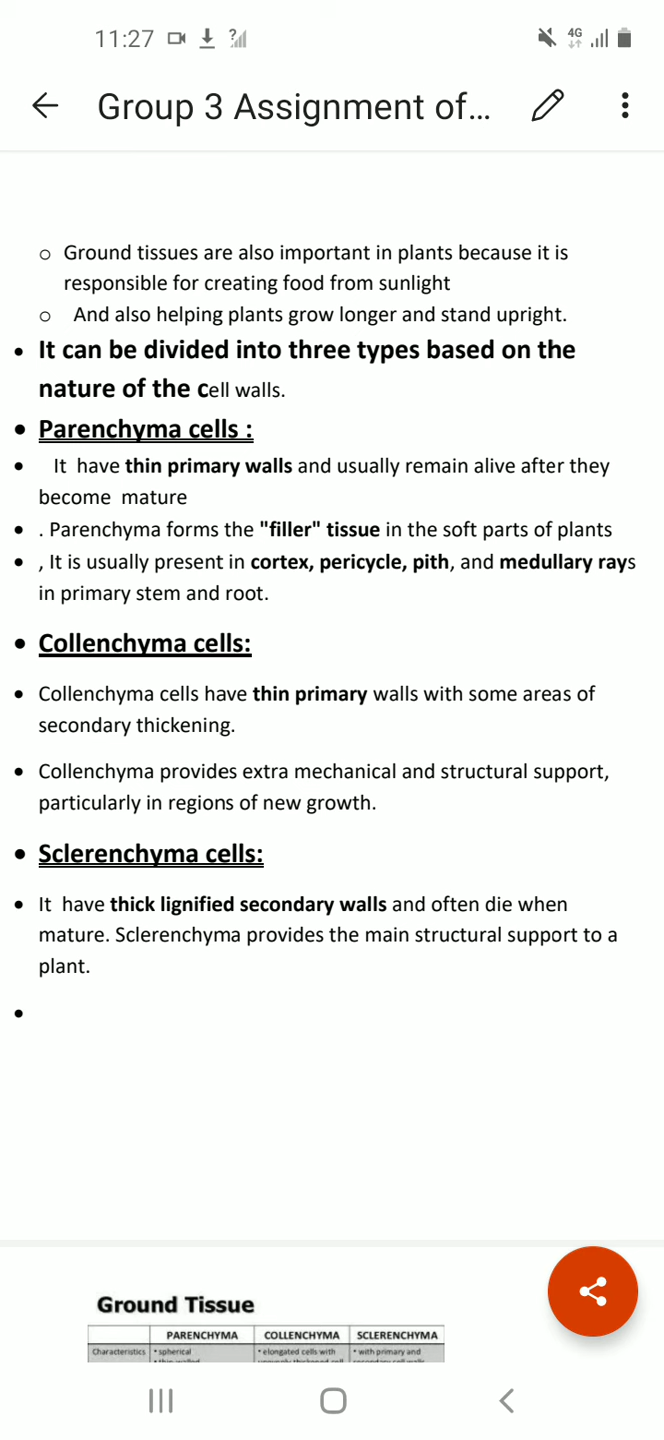 11:27
4G
Group 3 Assignment of...
o Ground tissues are also important in plants because it is
responsible for creating food from sunlight
o And also helping plants grow longer and stand upright.
• It can be divided into three types based on the
nature of the cell walls.
• Parenchyma cells :
• It have thin primary walls and usually remain alive after they
become mature
• . Parenchyma forms the "filler" tissue in the soft parts of plants
• , It is usually present in cortex, pericycle, pith, and medullary rays
in primary stem and root.
• Collenchyma cells:
• Collenchyma cells have thin primary walls with some areas of
secondary thickening.
• Collenchyma provides extra mechanical and structural support,
particularly in regions of new growth.
• Sclerenchyma cells:
• It have thick lignified secondary walls and often die when
mature. Sclerenchyma provides the main structural support to a
plant.
•
Ground Tissue
PARENCHYMA COLLENCHYMA SCLERENCHYMA
Characteristics • spherical • elongated cells with • with primary and